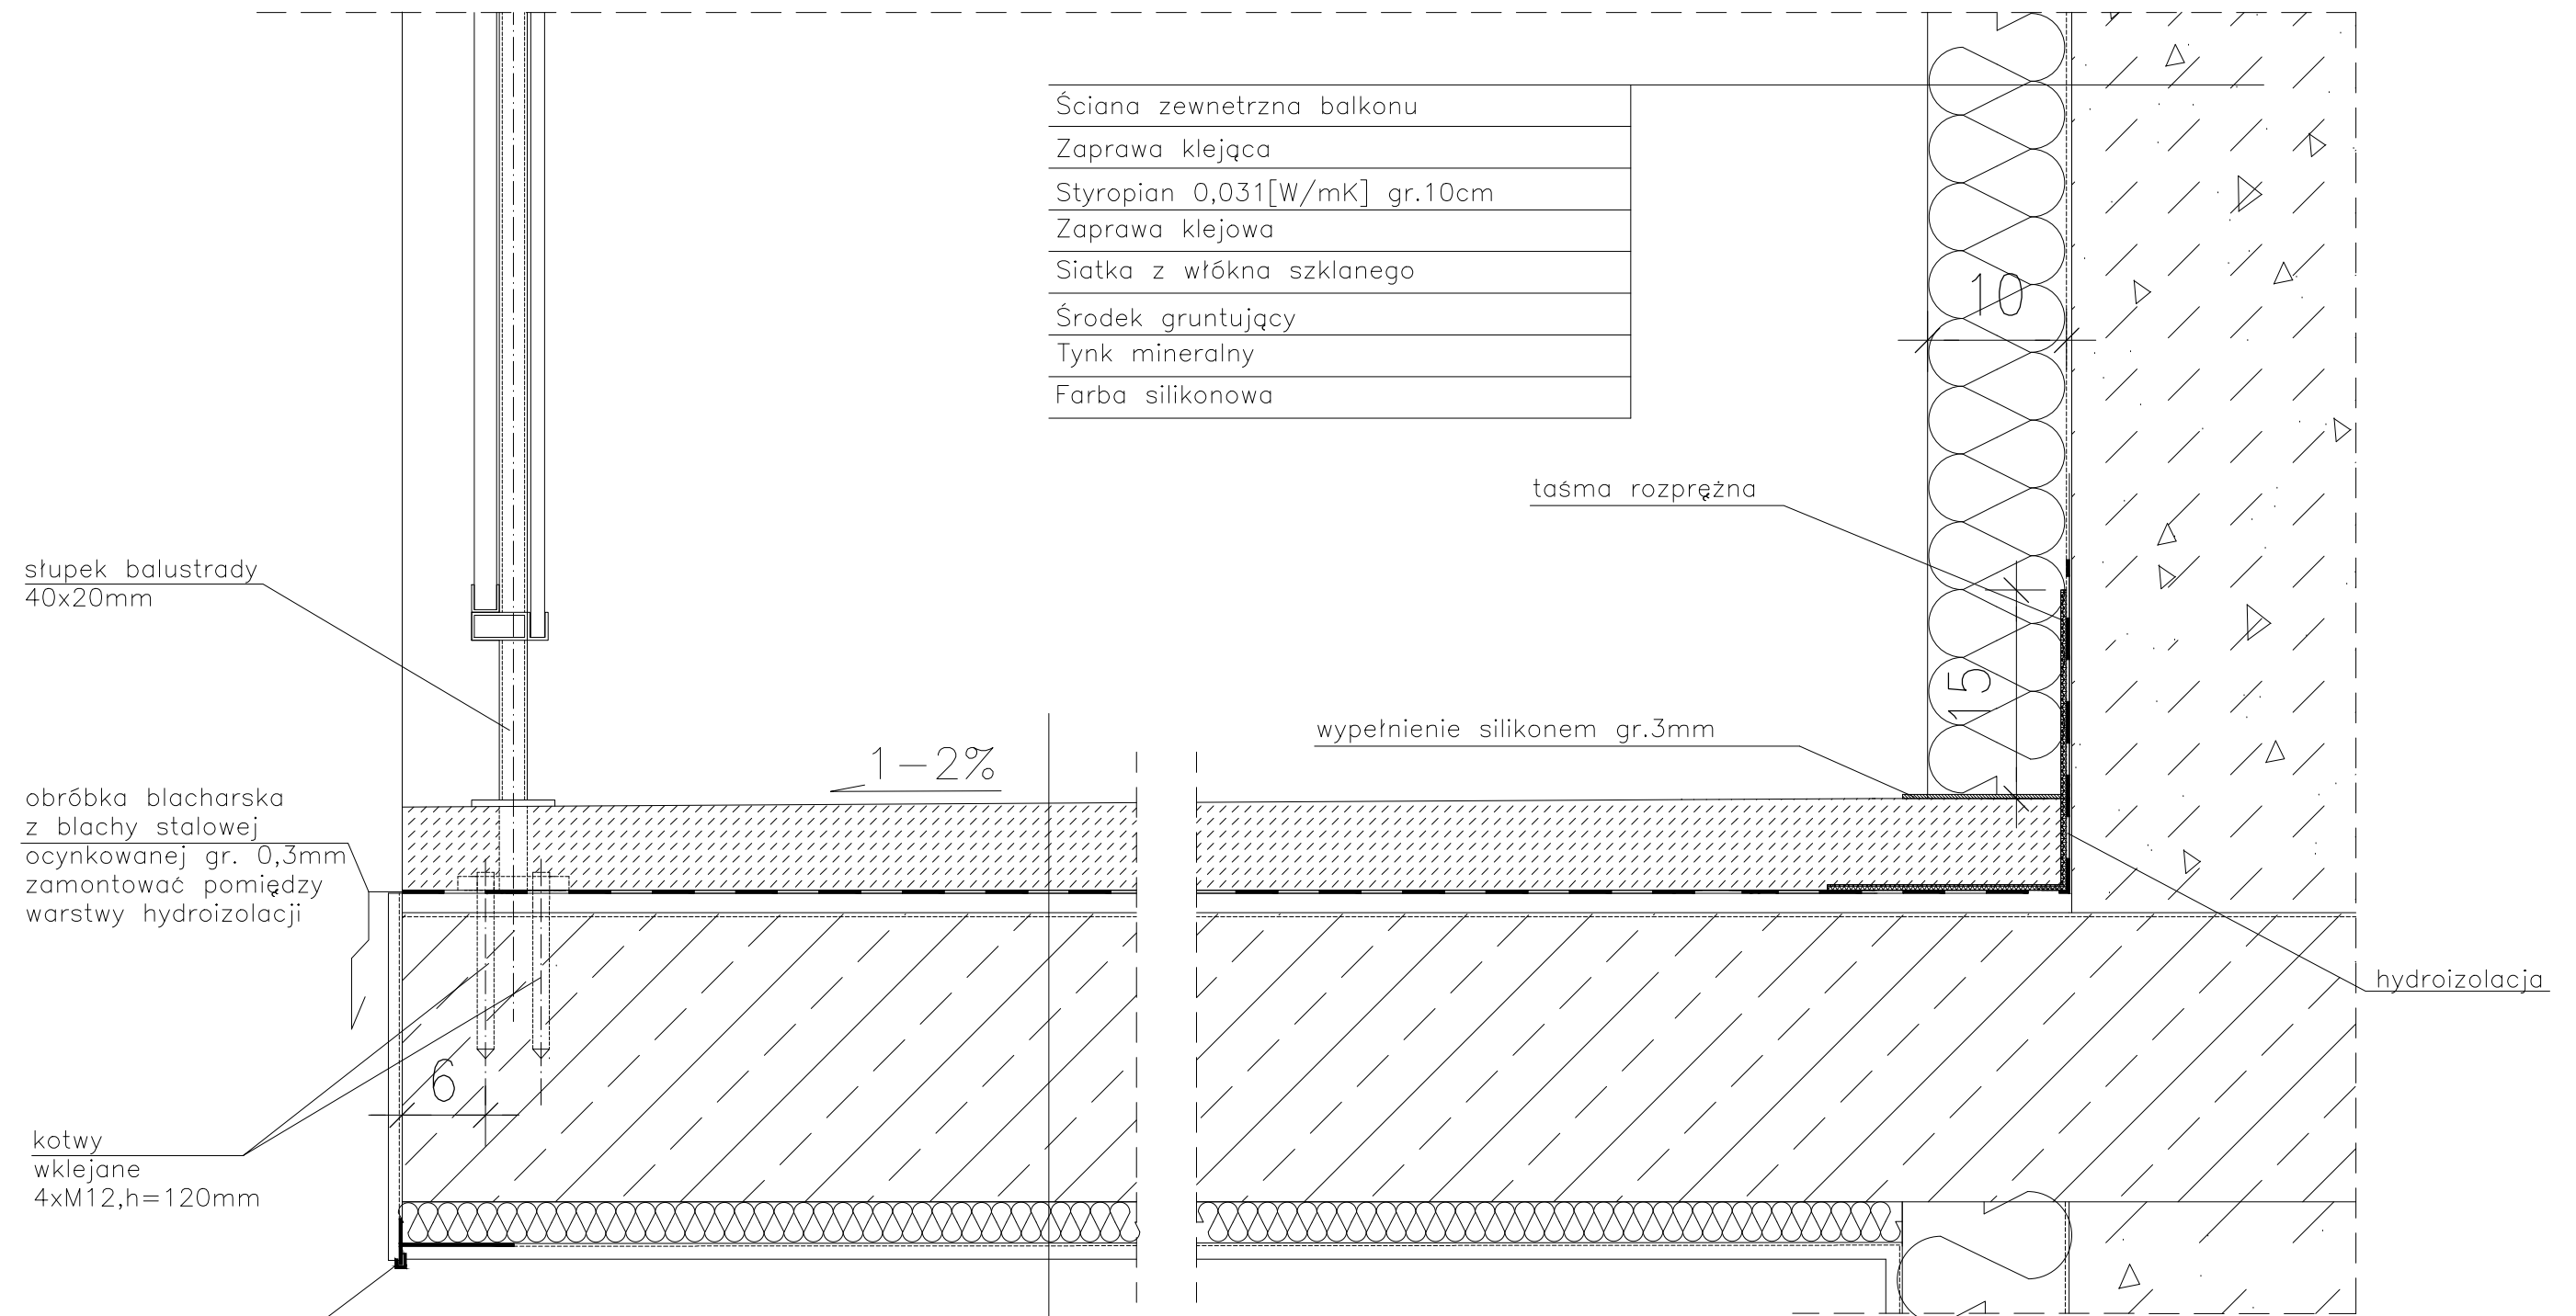 Ściana zewnetrzna balkonu
Zaprawa klejąca
Styropian 0,031[W/mK] gr.10cm
Zaprawa klejowa
Siatka z włókna szklanego
Środek gruntujący
Tynk mineralny
Farba silikonowa
10
taśma rozprężna
słupek balustrady
40x20mm
15
wypełnienie silikonem gr.3mm
1-2%
obróbka blacharska
z blachy stalowej
ocynkowanej gr. 0,3mm
zamontować pomiędzy
warstwy hydroizolacji
hydroizolacja
6
kotwy
wklejane
4xM12,h=120mm